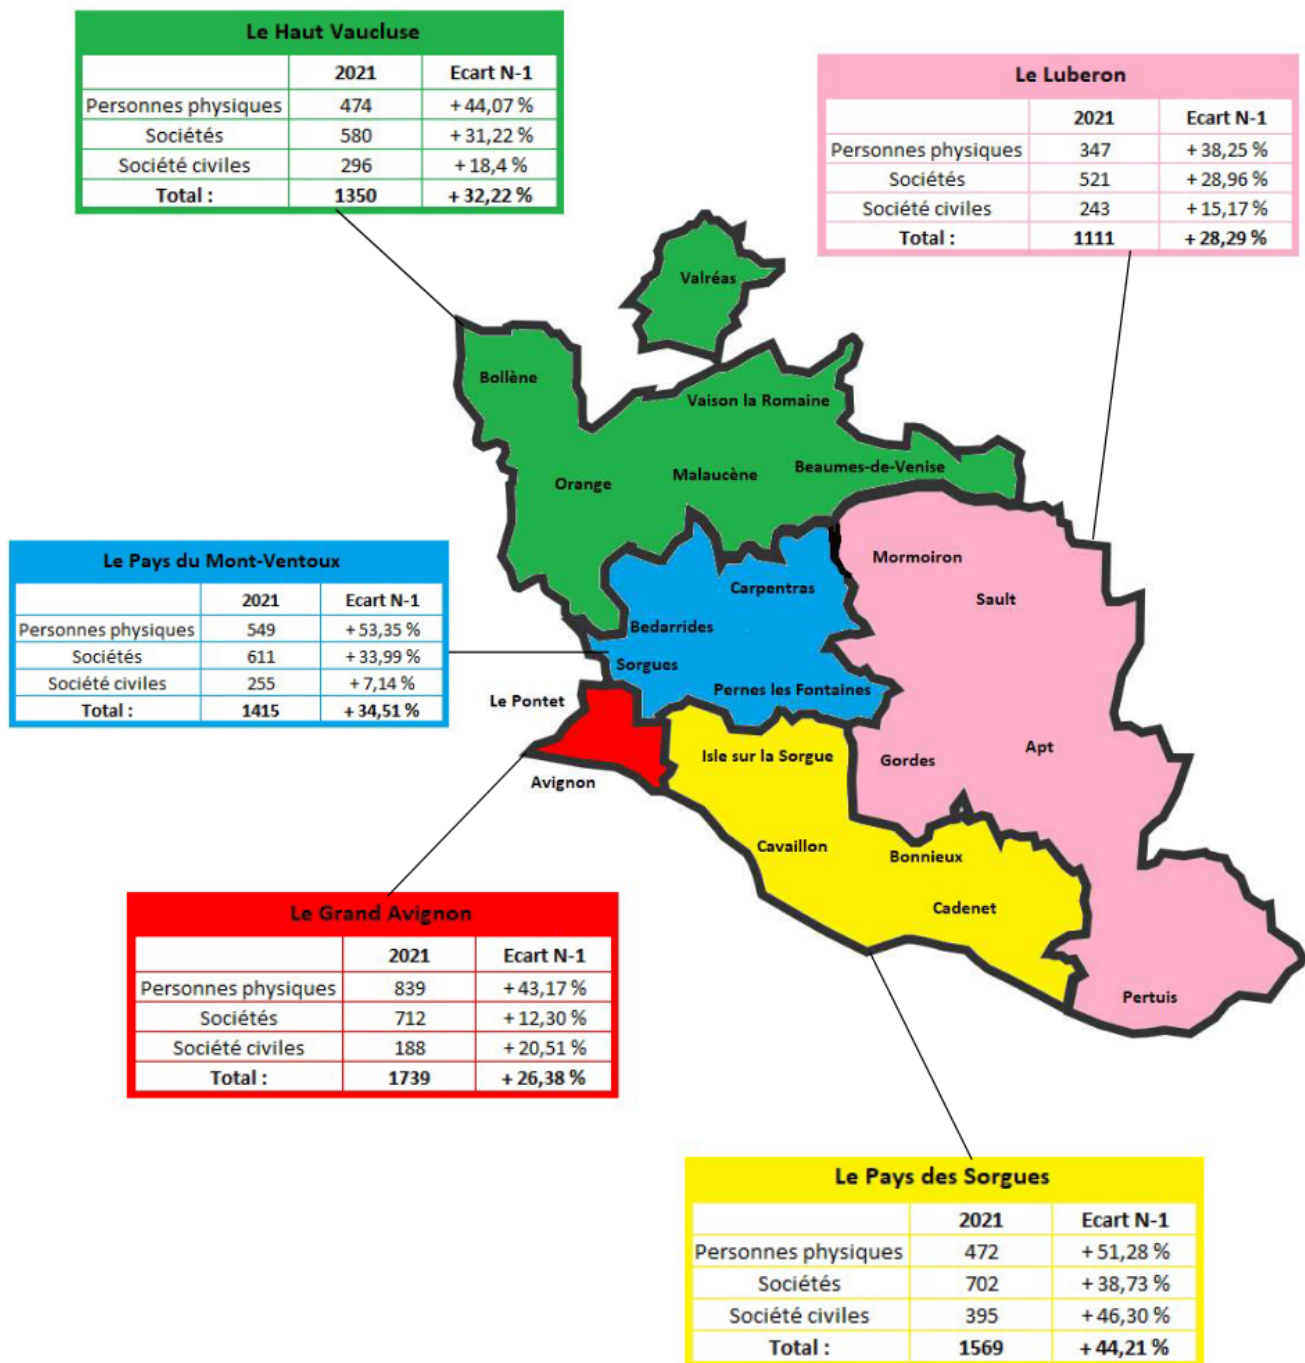 Le Haut Vaucluse
2021 Ecart N-1
Personnes physiques 474 + 44,07 %
Sociétés 580 + 31,22 %
Société civiles 296 + 18,4 %
Total : 1350 + 32,22 %
Le Luberon
2021 Ecart N-1
Personnes physiques 347 + 38,25 %
Sociétés 521 + 28,96 %
Société civiles 243 + 15,17 %
Total : 1111 + 28,29 %
Valréas
Bollène
Vaison la Romaine
Orange
Malaucène
Beaumes-de-Venise
Le Pays du Mont-Ventoux
2021 Ecart N-1
Personnes physiques 549 + 53,35 %
Sociétés 611 + 33,99 %
Société civiles 255 + 7,14 %
Total : 1415 + 34,51 %
Mormoiron
Carpentras
Sault
Bedarrides
Sorgues
Pernes les Fontaines
Le Pontet
Avignon
Isle sur la Sorgue
Gordes
Apt
Cavaillon
Bonnieux
Cadenet
Pertuis
Le Grand Avignon
2021 Ecart N-1
Personnes physiques 839 + 43,17 %
Sociétés 712 + 12,30 %
Société civiles 188 + 20,51 %
Total : 1739 + 26,38 %
Le Pays des Sorgues
2021 Ecart N-1
Personnes physiques 472 + 51,28 %
Sociétés 702 + 38,73 %
Société civiles 395 + 46,30 %
Total : 1569 + 44,21 %